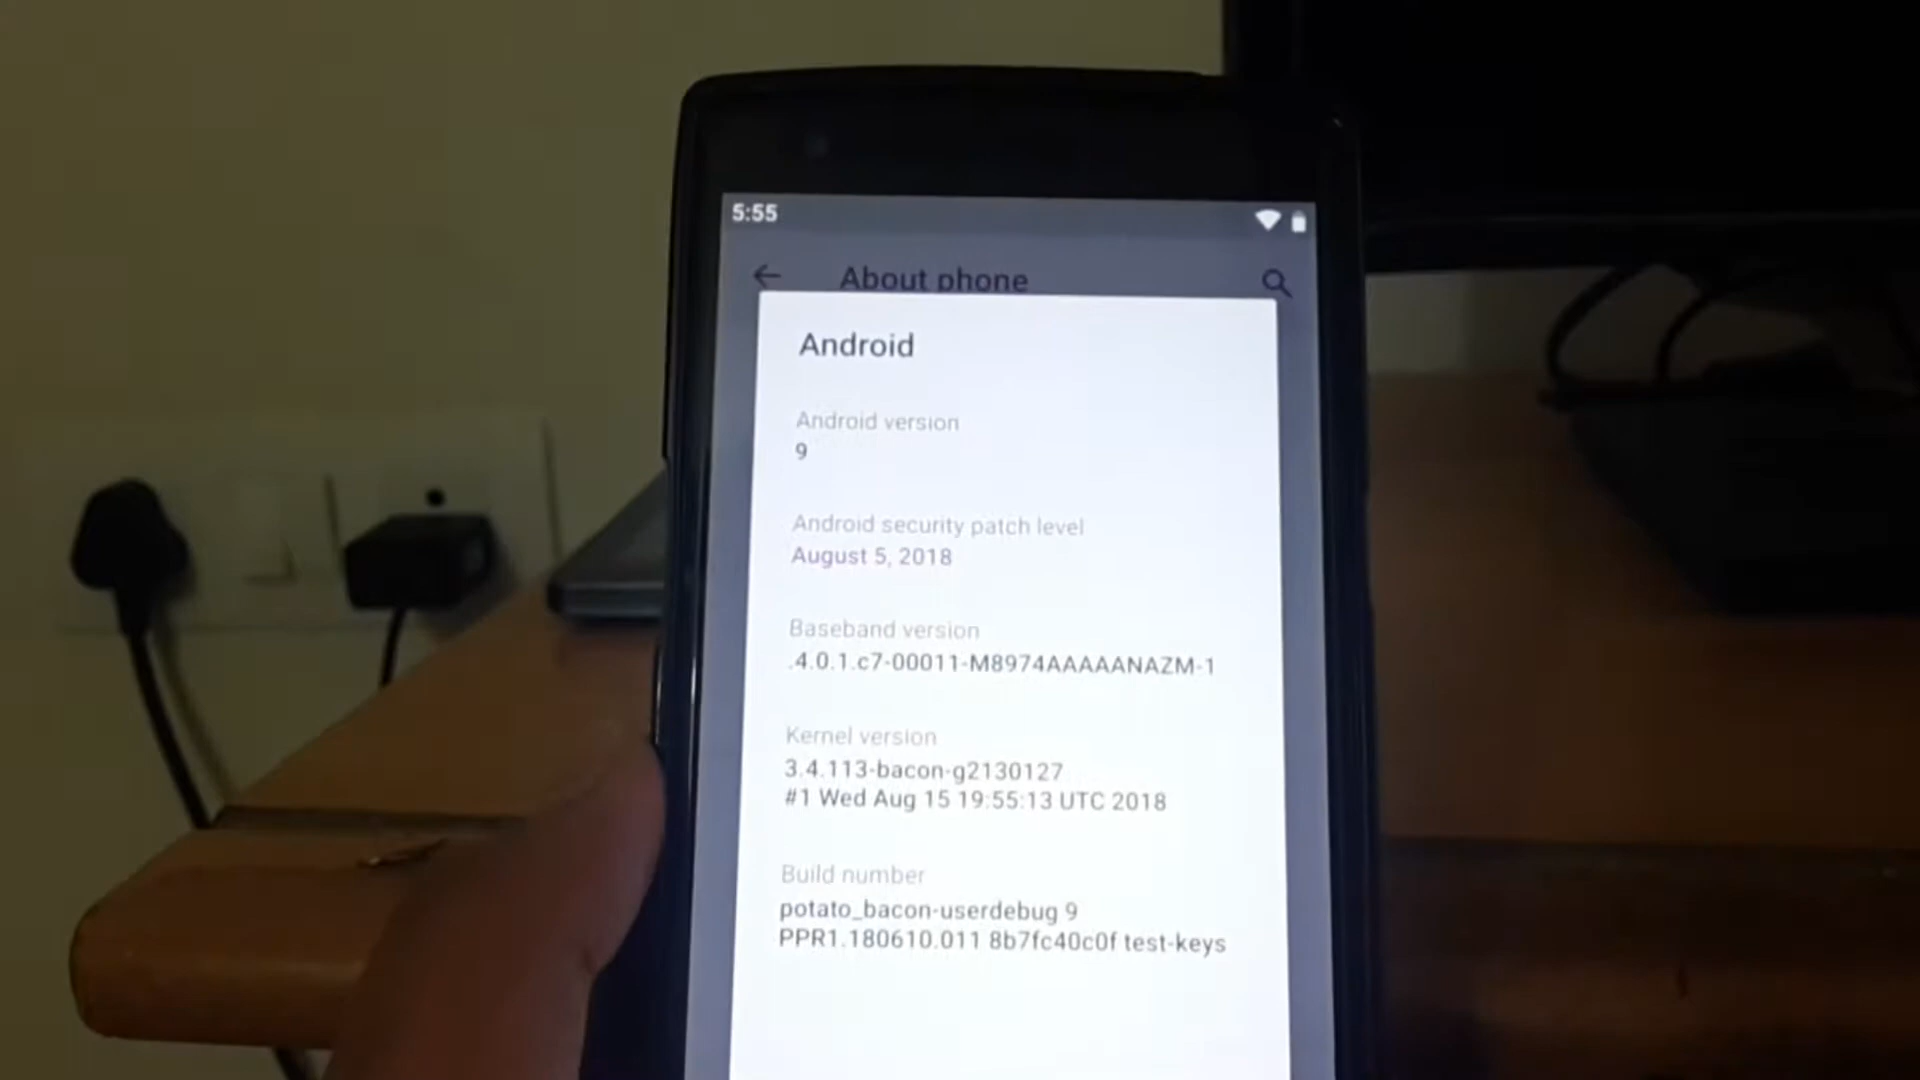 5:55
About phone
Android
Android version
9
Android security patch level
August 5, 2018
Baseband version
.4.0.1.c7-00011-M8974AAAAANAZM-1
Kernel version
3.4.113-bacon-g2130127
#1 Wed Aug 15 19:55:13 UTC 2018
Build number
potato_bacon-userdebug 9
PPR1.180610.011 8b7fc40c0f test-keys